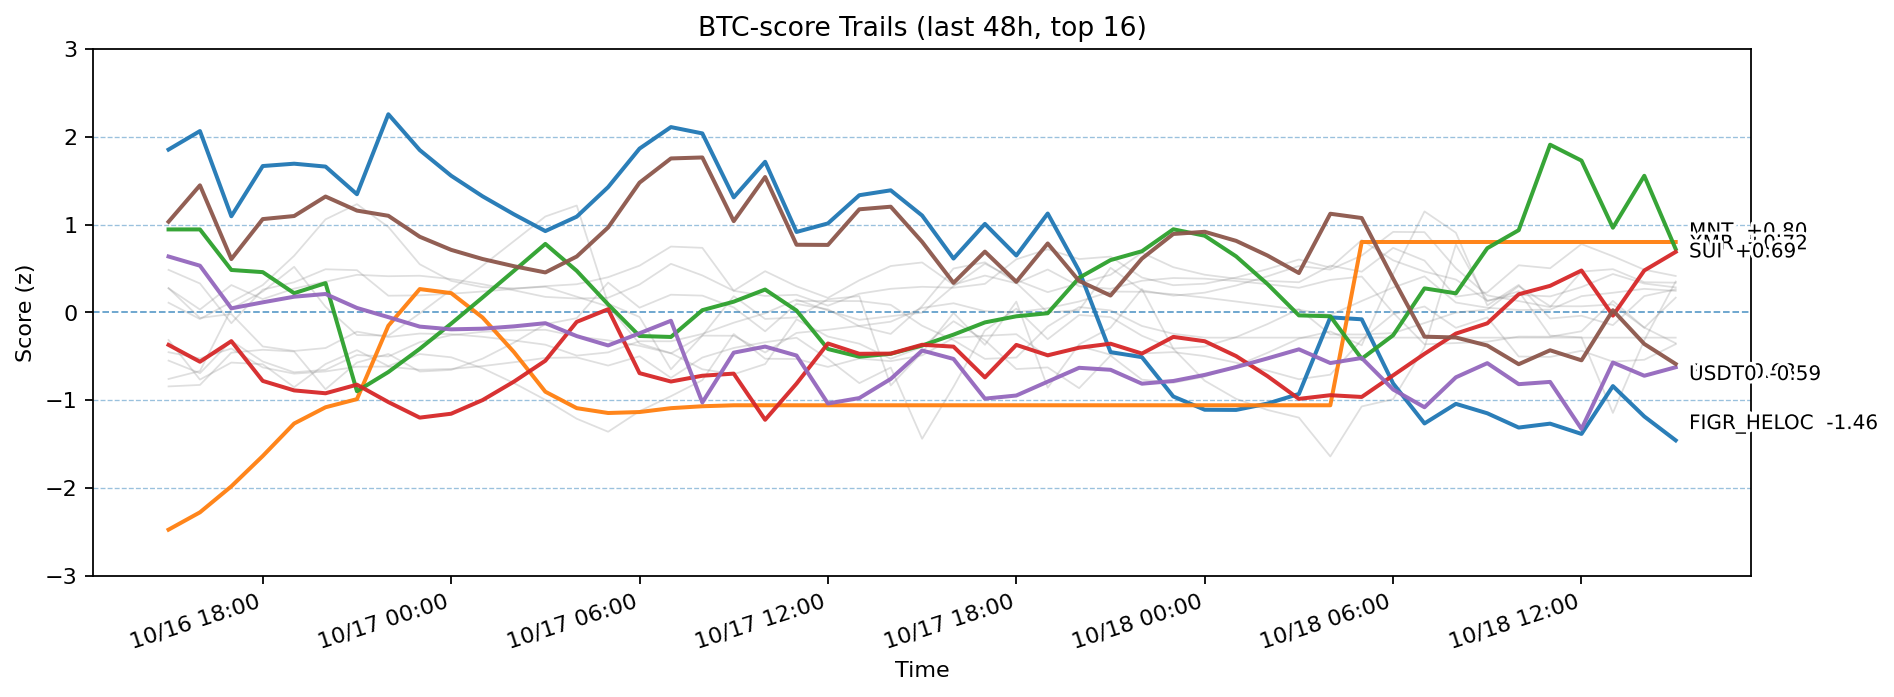 BTC-score Trails (last 48h, top 16)
Score (z)
3
2
1
0
−1
−2
−3
MNT +0.80
SUI +0.69
USDT0 -0.59
FIGR_HELOC -1.46
10/16 18:00
10/17 00:00
10/17 06:00
10/17 12:00
10/17 18:00
10/18 00:00
10/18 06:00
10/18 12:00
Time